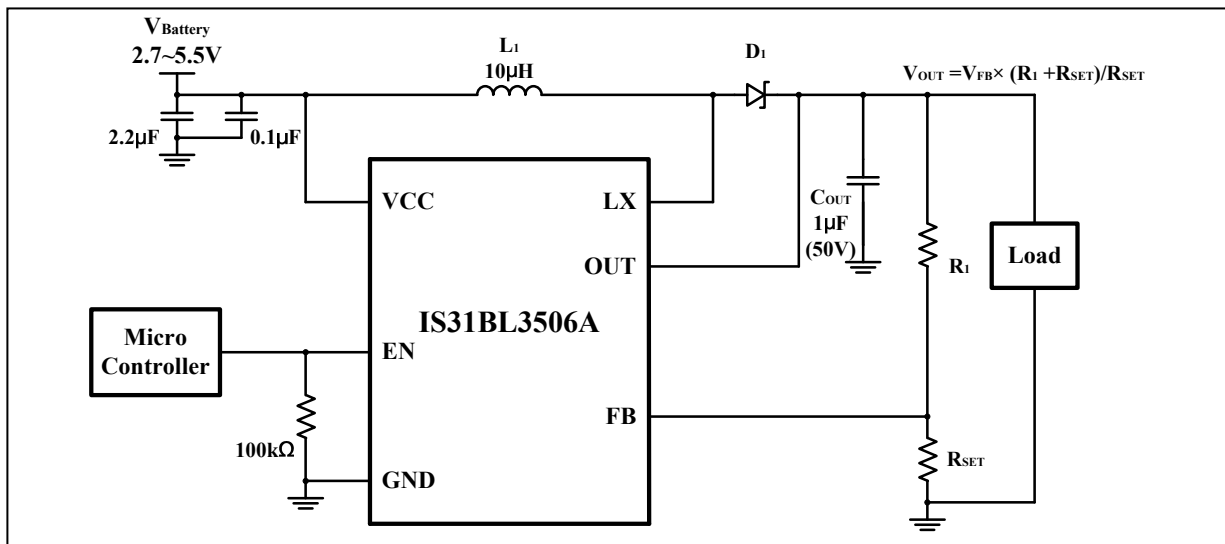 VBattery
2.7~5.5V
L1
10μH
D1
VOUT =VFB× (R1 +RSET)/RSET
2.2μF
0.1μF
VCC
LX
COUT
1μF
(50V)
OUT
R1
Load
IS31BL3506A
Micro
Controller
EN
FB
100kΩ
RSET
GND